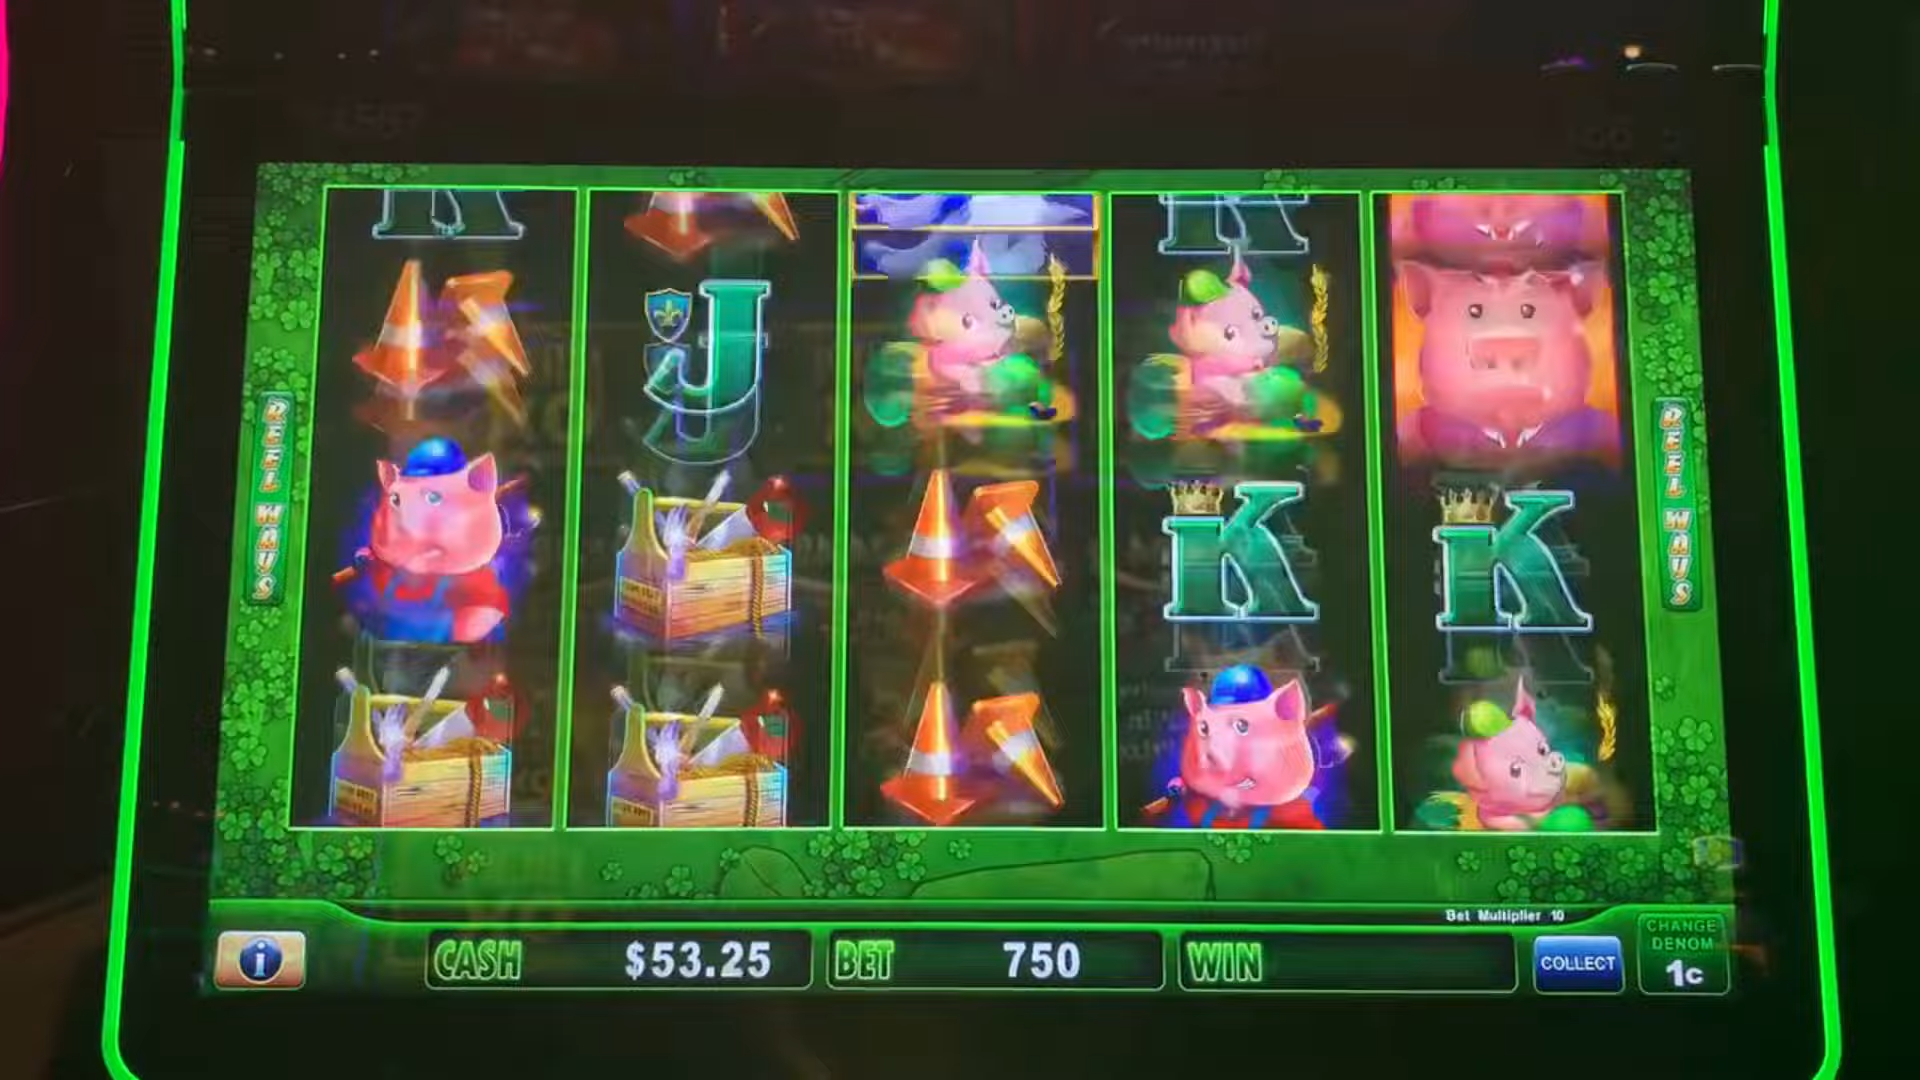 K
J
K
K
REEL WAYS
REEL WAYS
Bet Multiplier 10
CASH $53.25
BET 750
WIN
COLLECT
CHANGE
DENOM
1c